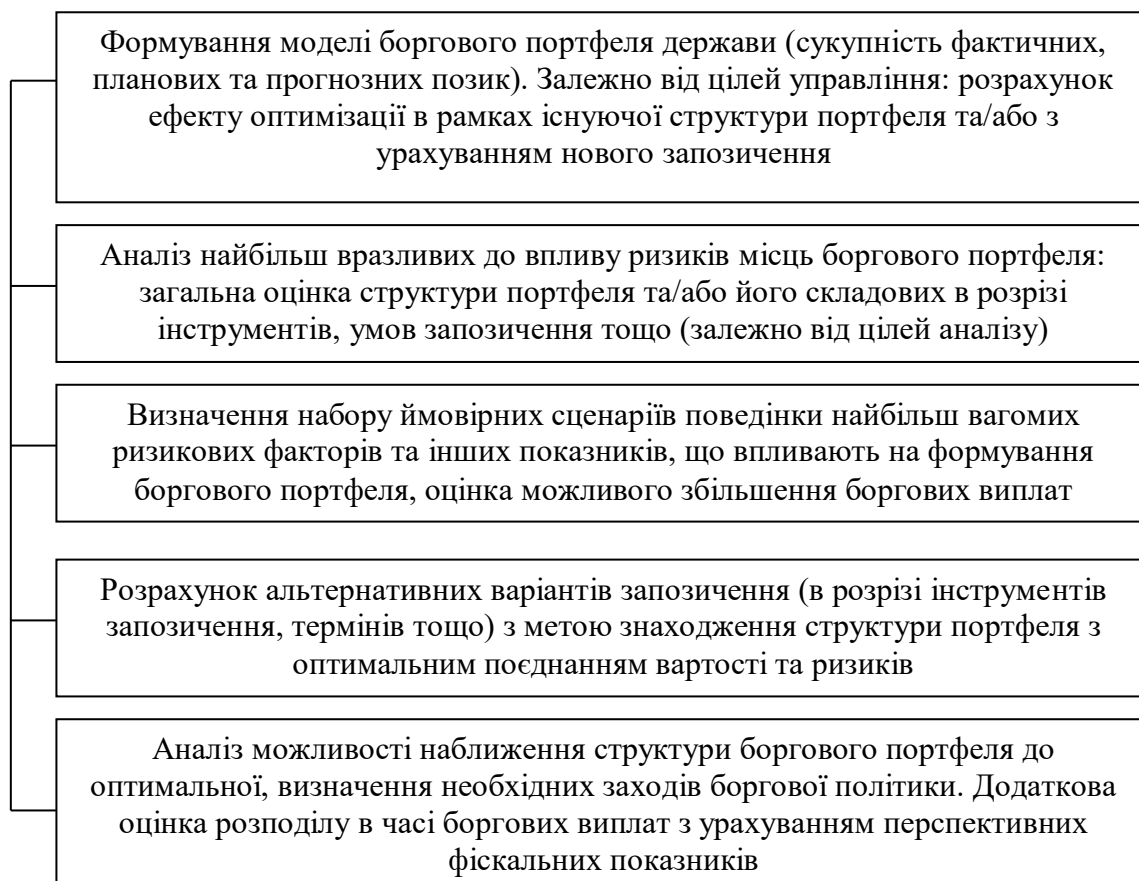 Формування моделі боргового портфеля держави (сукупність фактичних,
планових та прогнозних позик). Залежно від цілей управління: розрахунок
ефекту оптимізації в рамках існуючої структури портфеля та/або з
урахуванням нового запозичення
Аналіз найбільш вразливих до впливу ризиків місць боргового портфеля:
загальна оцінка структури портфеля та/або його складових в розрізі
інструментів, умов запозичення тощо (залежно від цілей аналізу)
Визначення набору ймовірних сценаріїв поведінки найбільш вагомих
ризикових факторів та інших показників, що впливають на формування
боргового портфеля, оцінка можливого збільшення боргових виплат
Розрахунок альтернативних варіантів запозичення (в розрізі інструментів
запозичення, термінів тощо) з метою знаходження структури портфеля з
оптимальним поєднанням вартості та ризиків
Аналіз можливості наближення структури боргового портфеля до
оптимальної, визначення необхідних заходів боргової політики. Додаткова
оцінка розподілу в часі боргових виплат з урахуванням перспективних
фіскальних показників